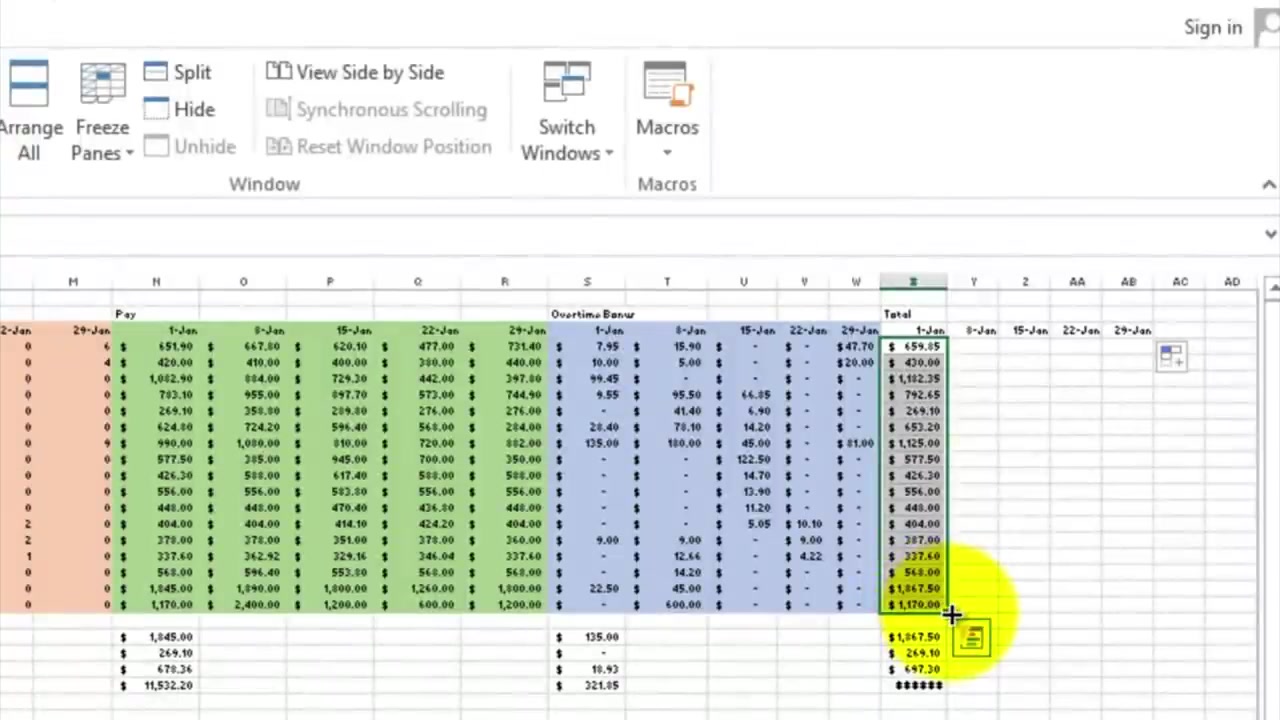 Sign in
Arrange All
Freeze Panes
Split
Hide
Unhide
View Side by Side
Synchronous Scrolling
Reset Window Position
Switch Windows
Macros
Window
Macros
M N O P Q R S T U V W X Y Z AA AB AC AD
Pay Overtime Bonus Total
2-Jan 29-Jan 1-Jan 8-Jan 15-Jan 22-Jan 29-Jan 1-Jan 8-Jan 15-Jan 22-Jan 29-Jan 1-Jan 8-Jan 15-Jan 22-Jan 29-Jan
0 6 $ 651.90 $ 667.80 $ 620.10 $ 477.00 $ 731.40 $ 7.95 $ 15.90 $ - $ - $ 47.70 $ 659.85
0 4 $ 420.00 $ 410.00 $ 400.00 $ 380.00 $ 440.00 $ 10.00 $ 5.00 $ - $ - $ 20.00 $ 430.00
0 0 $ 1,082.90 $ 884.00 $ 729.30 $ 442.00 $ 397.80 $ 99.45 $ - $ - $ - $ - $ 1,182.35
0 0 $ 783.10 $ 955.00 $ 897.70 $ 573.00 $ 744.90 $ 9.55 $ 95.50 $ 66.85 $ - $ - $ 792.65
0 0 $ 269.10 $ 358.80 $ 289.80 $ 276.00 $ 276.00 $ - $ 41.40 $ 6.90 $ - $ - $ 269.10
0 0 $ 624.80 $ 724.20 $ 596.40 $ 568.00 $ 284.00 $ 28.40 $ 78.10 $ 14.20 $ - $ - $ 653.20
0 9 $ 990.00 $ 1,080.00 $ 810.00 $ 720.00 $ 882.00 $ 135.00 $ 180.00 $ 45.00 $ - $ 81.00 $ 1,125.00
0 0 $ 577.50 $ 385.00 $ 945.00 $ 700.00 $ 350.00 $ - $ - $ 122.50 $ - $ - $ 577.50
0 0 $ 426.30 $ 588.00 $ 617.40 $ 588.00 $ 588.00 $ - $ - $ 14.70 $ - $ - $ 426.30
0 0 $ 556.00 $ 556.00 $ 583.80 $ 556.00 $ 556.00 $ - $ - $ 13.90 $ - $ - $ 556.00
0 0 $ 448.00 $ 448.00 $ 470.40 $ 436.80 $ 448.00 $ - $ - $ 11.20 $ - $ - $ 448.00
2 0 $ 404.00 $ 404.00 $ 414.10 $ 424.20 $ 404.00 $ - $ - $ 5.05 $ 10.10 $ - $ 404.00
2 0 $ 378.00 $ 378.00 $ 351.00 $ 378.00 $ 360.00 $ 9.00 $ 9.00 $ - $ 9.00 $ - $ 387.00
1 0 $ 337.60 $ 362.92 $ 329.16 $ 346.04 $ 337.60 $ - $ 12.66 $ - $ 4.22 $ - $ 337.60
0 0 $ 568.00 $ 596.40 $ 553.80 $ 568.00 $ 568.00 $ - $ 14.20 $ - $ - $ - $ 568.00
0 0 $ 1,845.00 $ 1,890.00 $ 1,800.00 $ 1,260.00 $ 1,800.00 $ 22.50 $ 45.00 $ - $ - $ - $ 1,867.50
0 0 $ 1,170.00 $ 2,400.00 $ 1,200.00 $ 600.00 $ 1,200.00 $ - $ 600.00 $ - $ - $ - $ 1,170.00
$ 1,845.00 $ 135.00 $ 1,867.50
$ 269.10 $ - $ 269.10
$ 678.36 $ 18.93 $ 697.30
$ 11,532.20 $ 321.85 ######